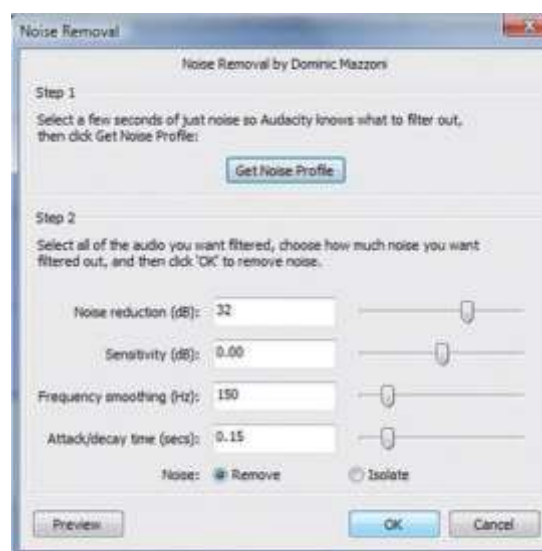 Noise Removal
Noise Removal by Dominic Mazzoni
Step 1
Select a few seconds of just noise so Audacity knows what to filter out,
then click Get Noise Profile:
Get Noise Profile
Step 2
Select all of the audio you want filtered, choose how much noise you want
filtered out, and then click 'OK' to remove noise.
Noise reduction (dB): 32
Sensitivity (dB): 0.00
Frequency smoothing (Hz): 150
Attack/decay time (secs): 0.15
Noise: Remove Isolate
Preview OK Cancel